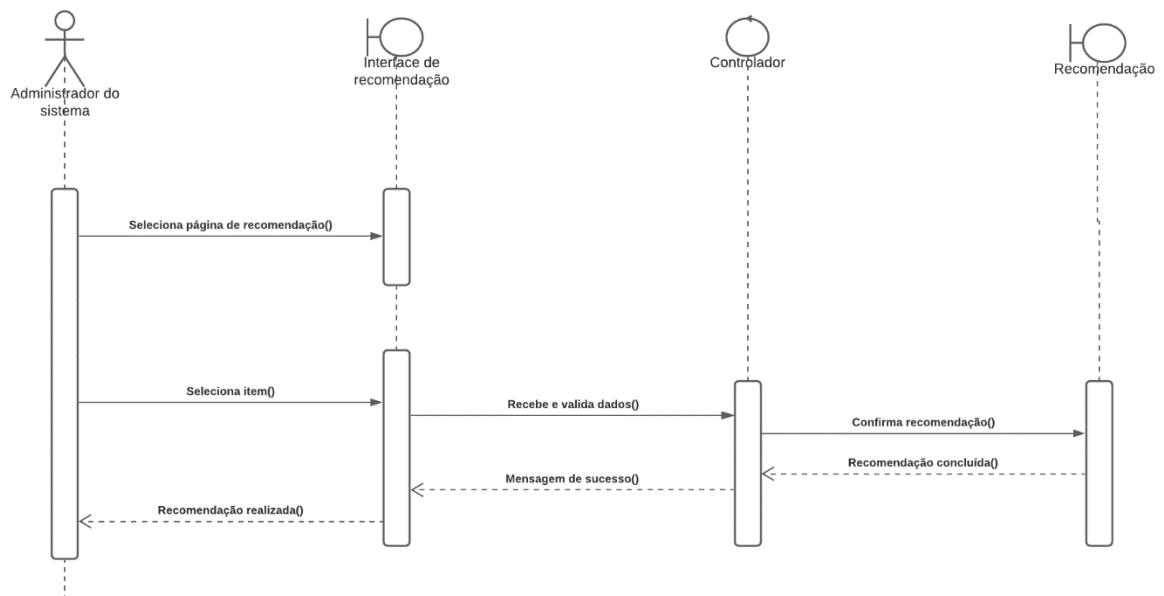 Administrador do
sistema
Interface de
recomendação
Controlador
Recomendação
Seleciona página de recomendação()
Seleciona item()
Recebe e valida dados()
Confirma recomendação()
Recomendação concluída()
Mensagem de sucesso()
Recomendação realizada()